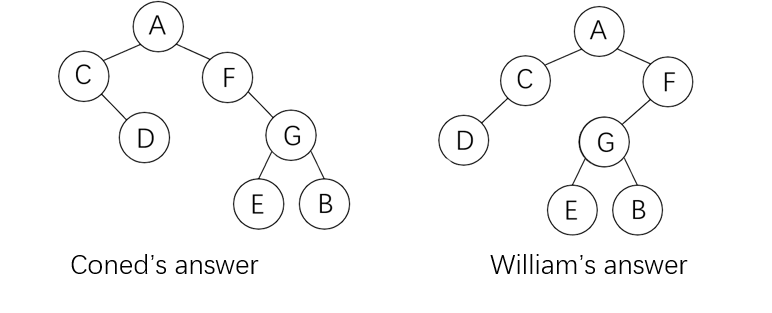 A A
C F C F
D G D G
E B E B
Coned's answer William's answer